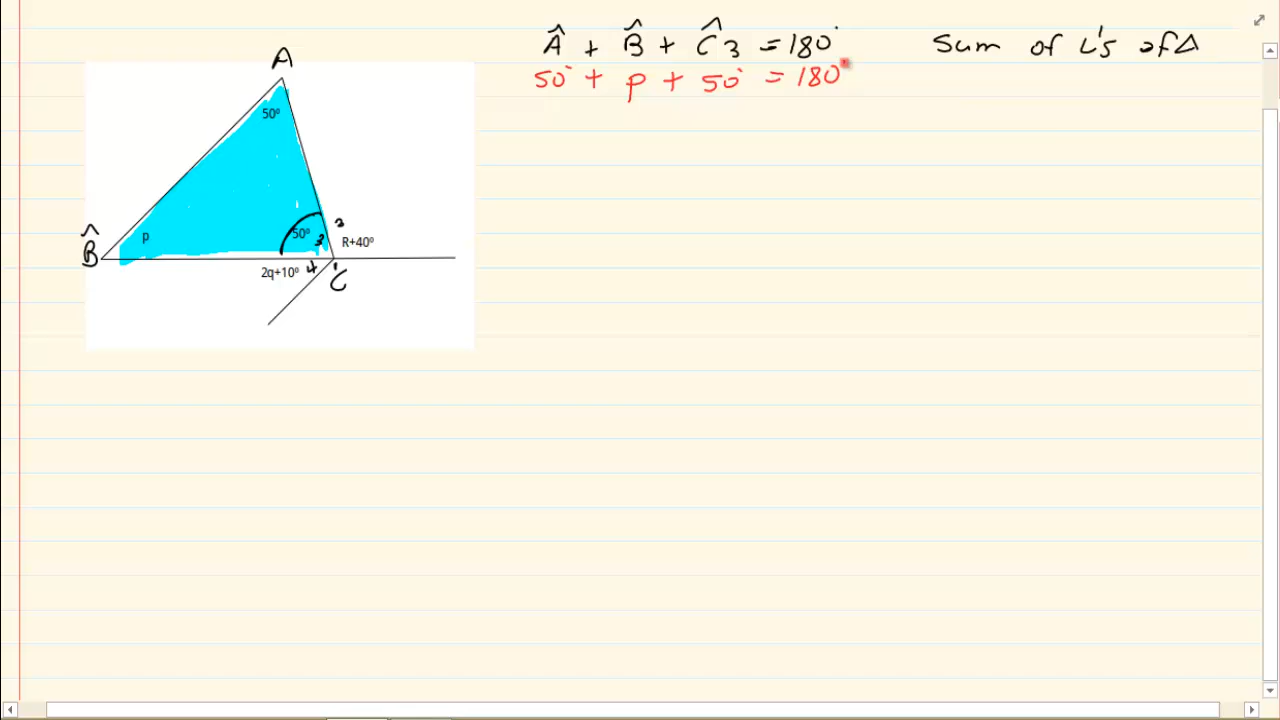 Â + B̂ + Ĉ3 = 180° Sum of ∠'s of Δ
50° + p + 50° = 180°
A
50°
B̂
p
50°
3
2
R+40°
2q+10°
4
1
C